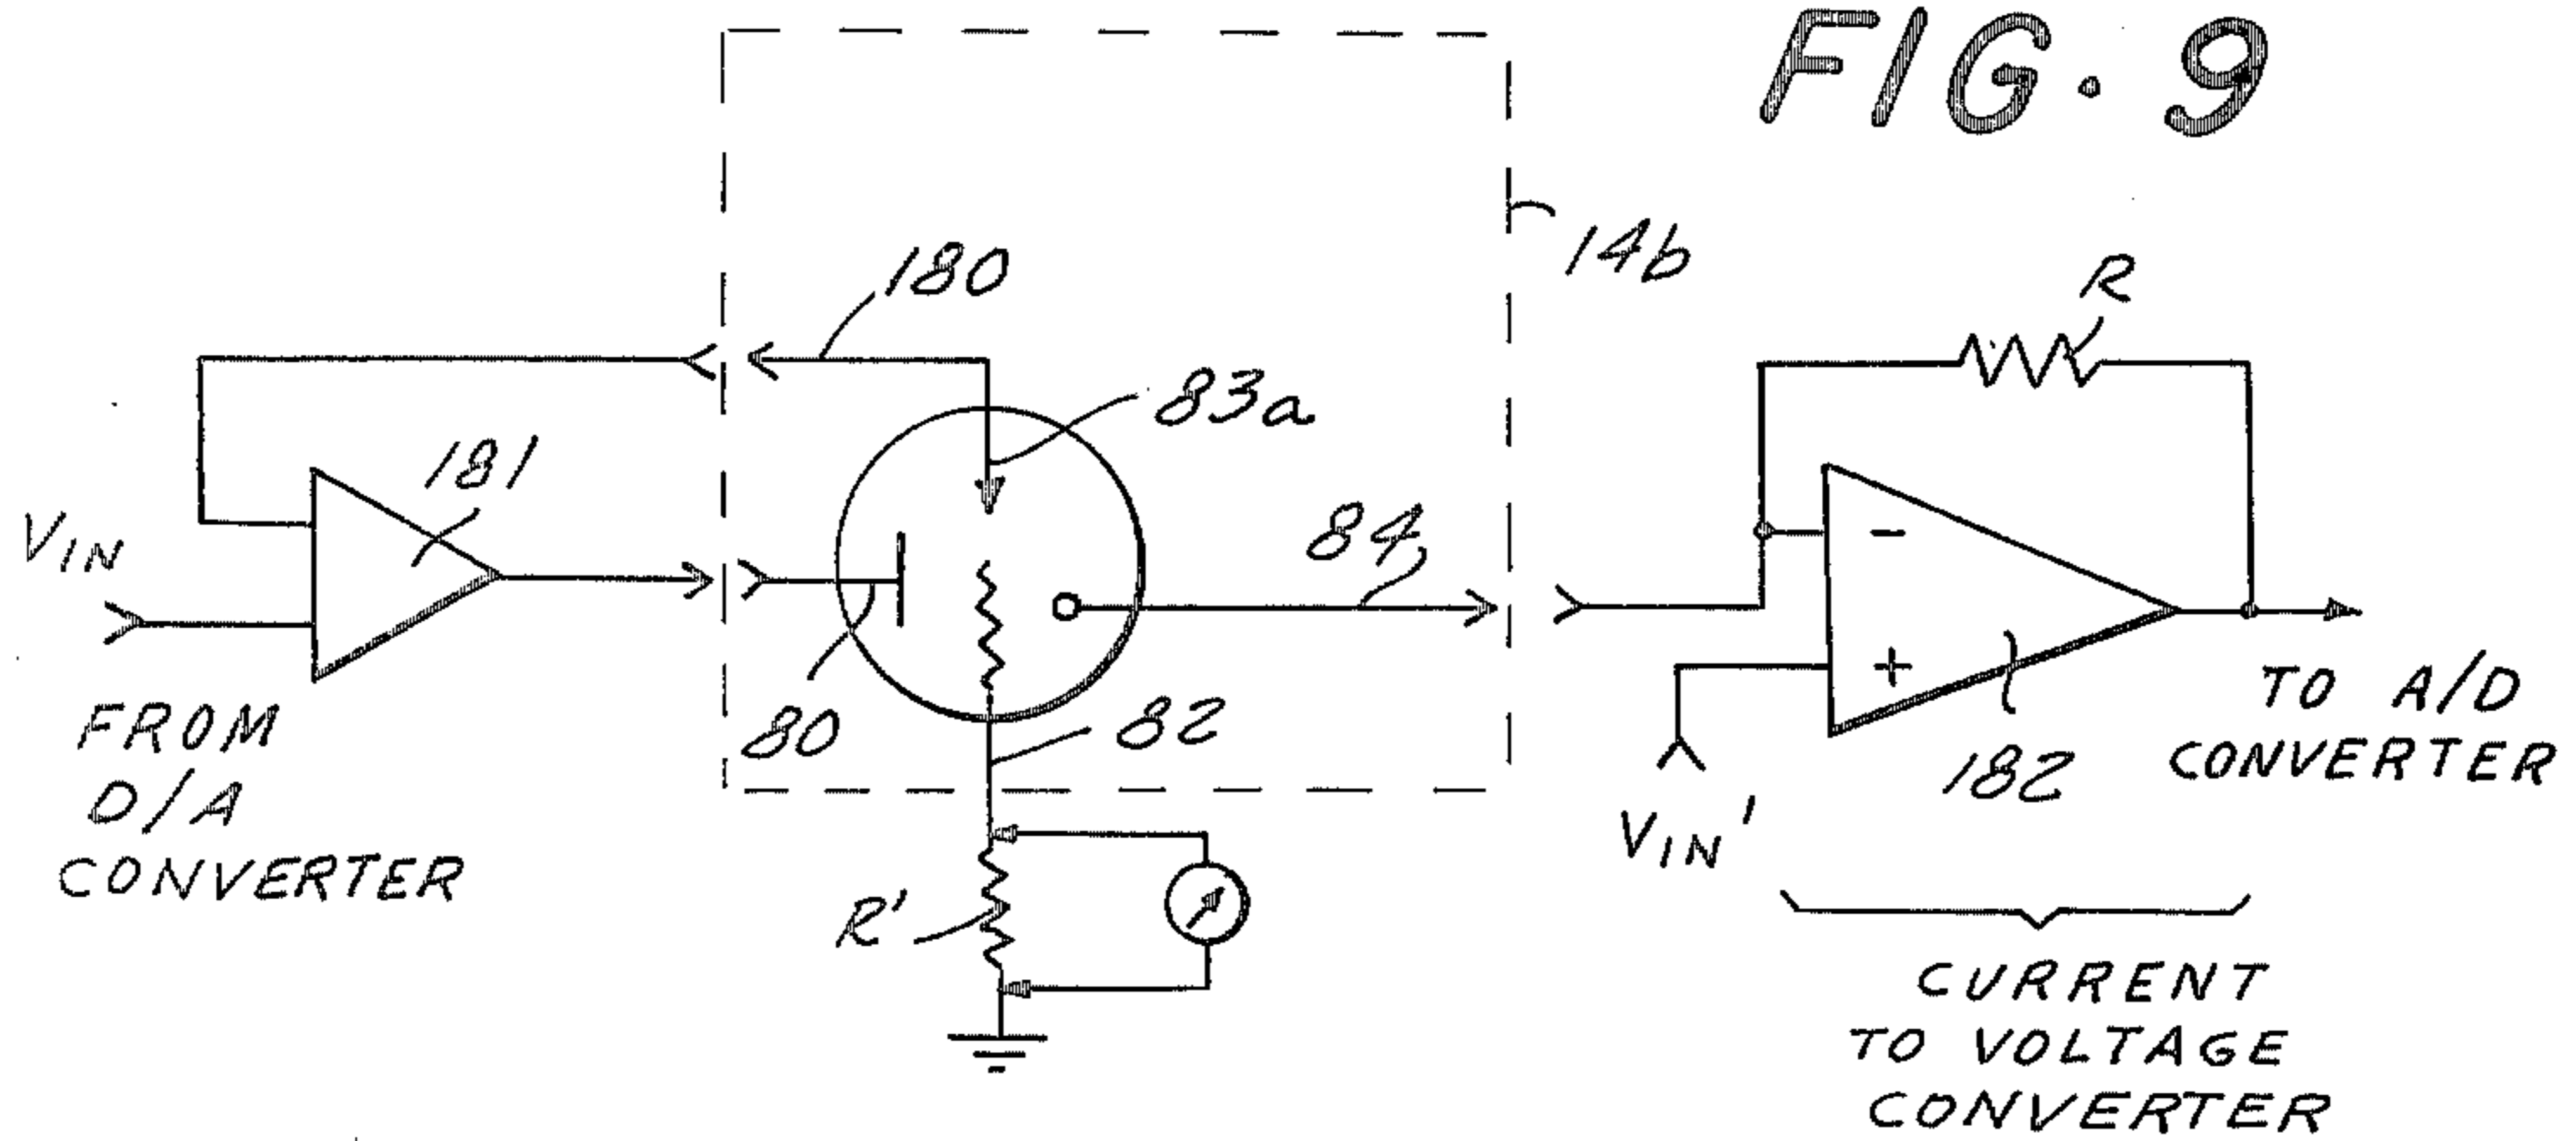 FIG. 9
14b
180
R
83a
181
84
VIN
80
82
FROM
D/A
CONVERTER
-
+
182
TO A/D
CONVERTER
VIN'
R'
CURRENT
TO VOLTAGE
CONVERTER